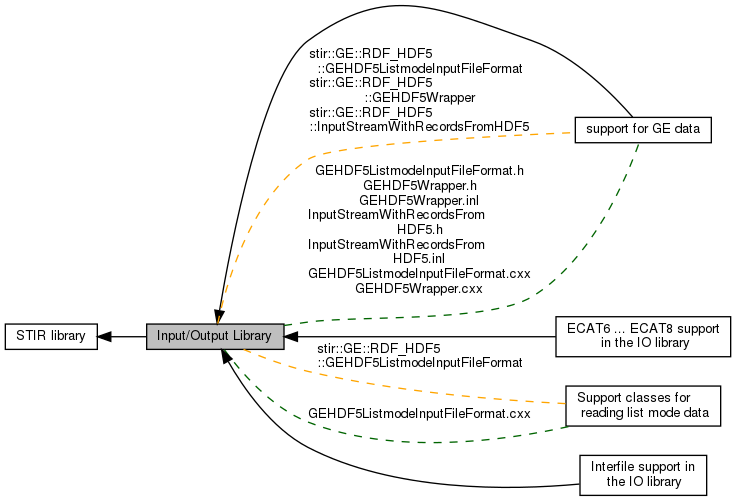 stir::GE::RDF_HDF5
::GEHDF5ListmodeInputFileFormat
stir::GE::RDF_HDF5
::GEHDF5Wrapper
stir::GE::RDF_HDF5
::InputStreamWithRecordsFromHDF5
support for GE data
GEHDF5ListmodeInputFileFormat.h
GEHDF5Wrapper.h
GEHDF5Wrapper.inl
InputStreamWithRecordsFrom
HDF5.h
InputStreamWithRecordsFrom
HDF5.inl
GEHDF5ListmodeInputFileFormat.cxx
GEHDF5Wrapper.cxx
STIR library
Input/Output Library
ECAT6 ... ECAT8 support
in the IO library
stir::GE::RDF_HDF5
::GEHDF5ListmodeInputFileFormat
Support classes for
reading list mode data
GEHDF5ListmodeInputFileFormat.cxx
Interfile support in
the IO library